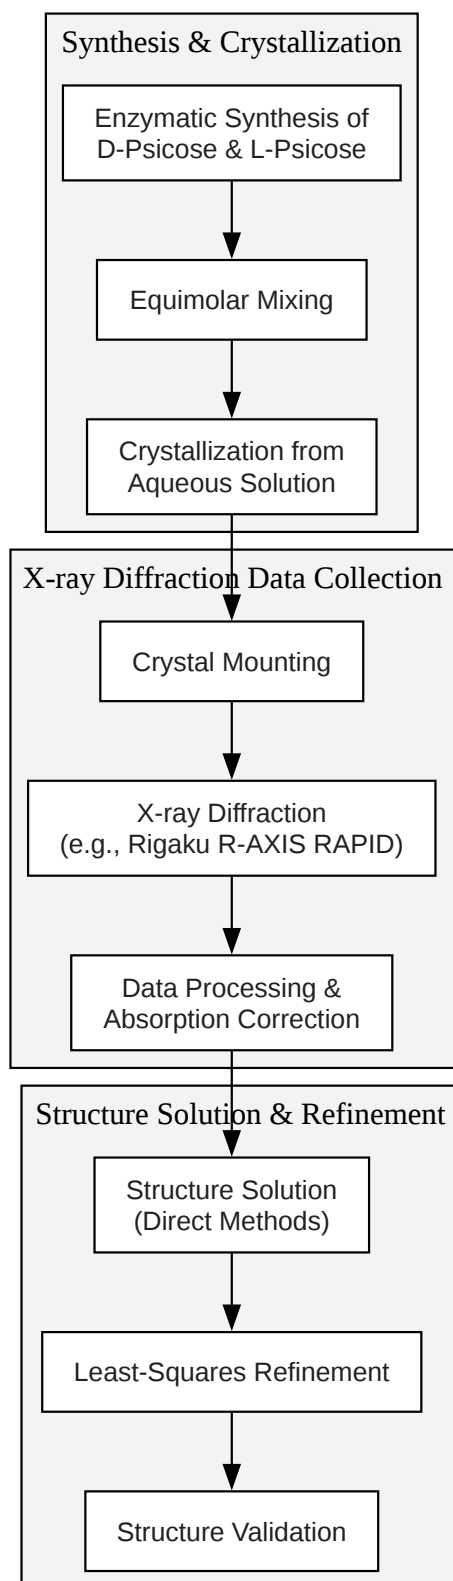 Synthesis & Crystallization
Enzymatic Synthesis of
D-Psicose & L-Psicose
Equimolar Mixing
Crystallization from
Aqueous Solution
X-ray Diffraction Data Collection
Crystal Mounting
X-ray Diffraction
(e.g., Rigaku R-AXIS RAPID)
Data Processing &
Absorption Correction
Structure Solution & Refinement
Structure Solution
(Direct Methods)
Least-Squares Refinement
Structure Validation